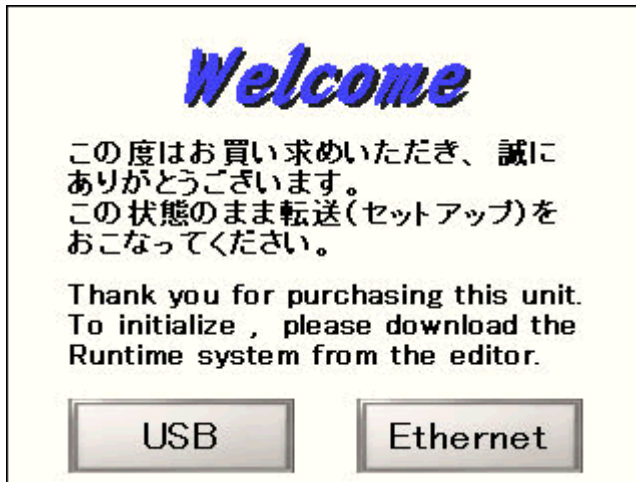 Welcome
この度はお買い求めいただき、誠に
ありがとうございます。
この状態のまま転送(セットアップ)を
おこなってください。
Thank you for purchasing this unit.
To initialize , please download the
Runtime system from the editor.
USB
Ethernet